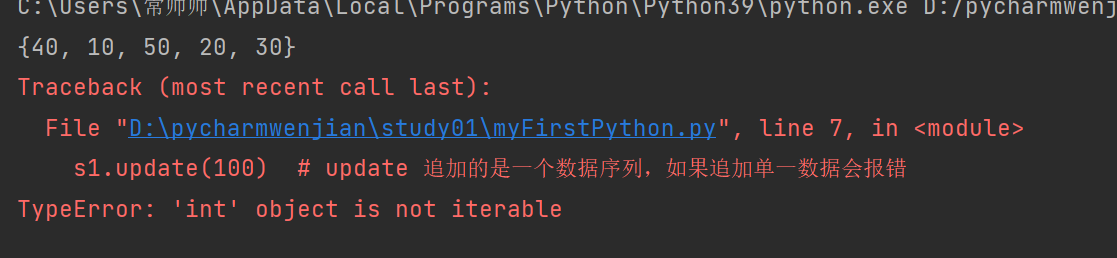 C:\Users\常师师\AppData\Local\Programs\Python\Python39\python.exe D:/pycharmwenj
{40, 10, 50, 20, 30}
Traceback (most recent call last):
  File "D:\pycharmwenjian\study01\myFirstPython.py", line 7, in <module>
    s1.update(100)  # update 追加的是一个数据序列，如果追加单一数据会报错
TypeError: 'int' object is not iterable